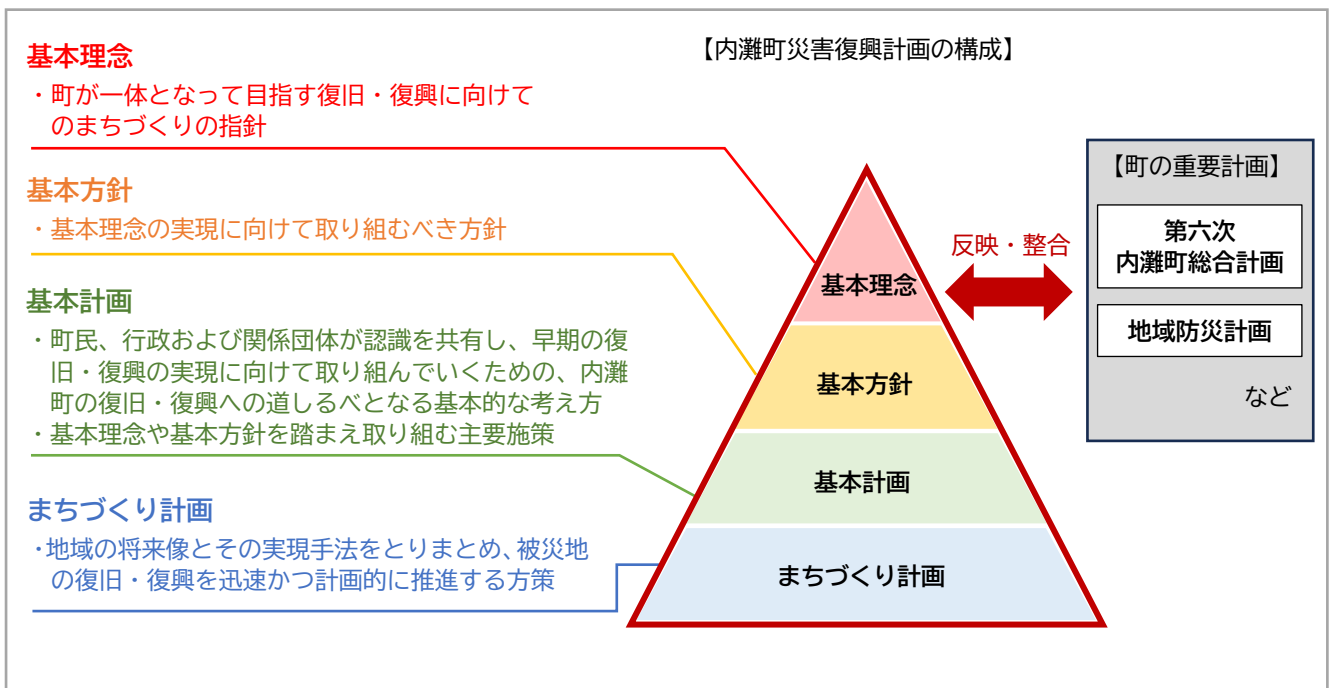 【内灘町災害復興計画の構成】
基本理念
・町が一体となって目指す復旧・復興に向けて
のまちづくりの指針
基本方針
・基本理念の実現に向けて取り組むべき方針
基本計画
・町民、行政および関係団体が認識を共有し、早期の復
旧・復興の実現に向けて取り組んでいくための、内灘
町の復旧・復興への道しるべとなる基本的な考え方
・基本理念や基本方針を踏まえ取り組む主要施策
まちづくり計画
・地域の将来像とその実現手法をとりまとめ、被災地
の復旧・復興を迅速かつ計画的に推進する方策
基本理念
基本方針
基本計画
まちづくり計画
反映・整合
【町の重要計画】
第六次
内灘町総合計画
地域防災計画
など